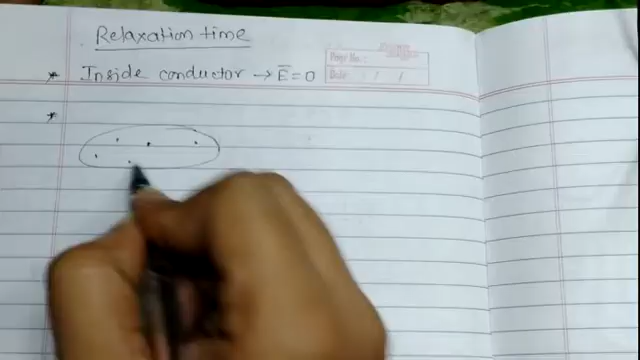 Relaxation time
* Inside conductor → E̅ = 0
Page No.:
Date: / /
*